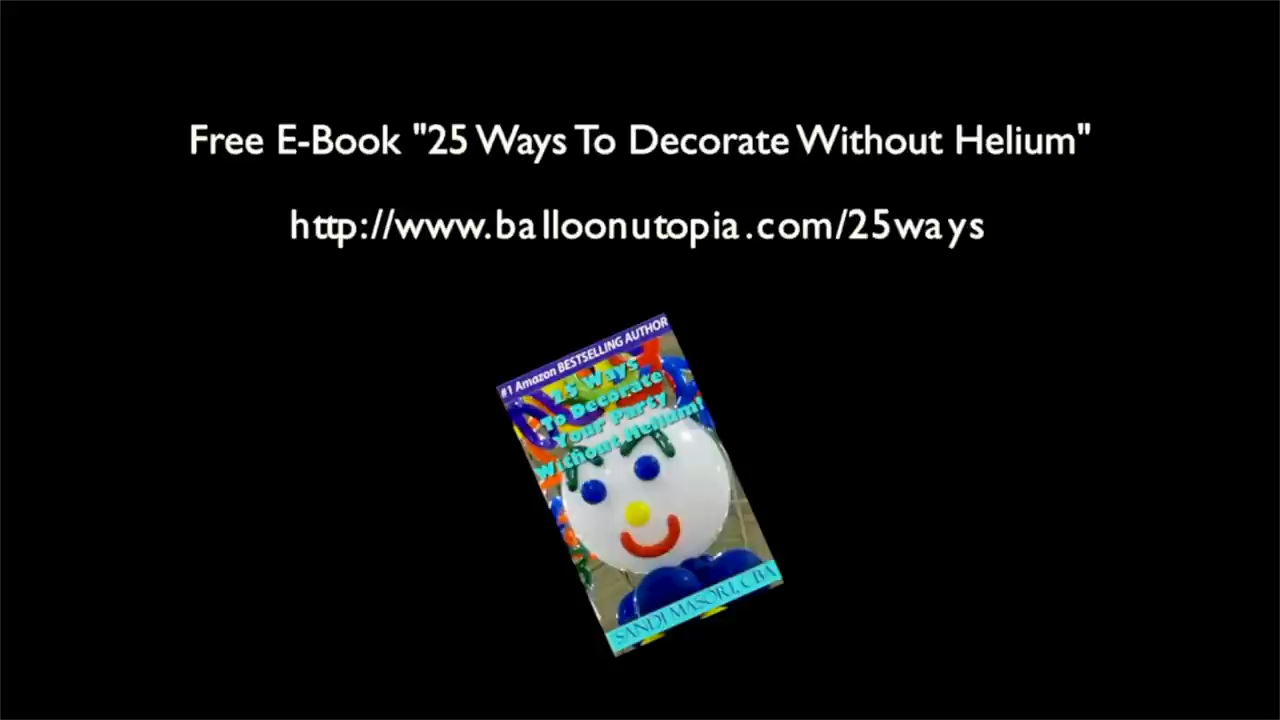 Free E-Book "25 Ways To Decorate Without Helium"
http://www.balloonutopia.com/25ways
#1 Amazon BESTSELLING AUTHOR
25 Ways
To Decorate
Your Party
Without Helium!
SANDI MASORI, CBA